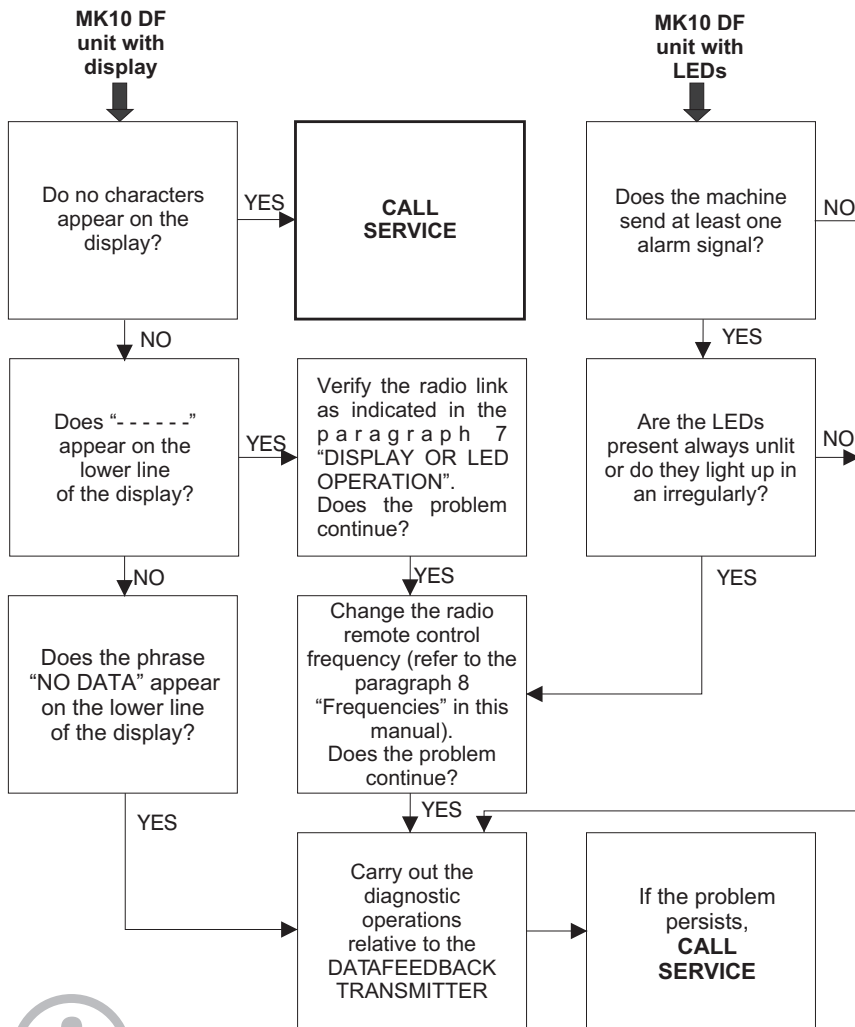 MK10 DF
unit with
display
MK10 DF
unit with
LEDs
Do no characters
appear on the
display?
YES
CALL
SERVICE
Does the machine
send at least one
alarm signal?
NO
NO
YES
Does “- - - - - -”
appear on the
lower line
of the display?
YES
Verify the radio link
as indicated in the
paragraph 7
“DISPLAY OR LED
OPERATION”.
Does the problem
continue?
Are the LEDs
present always unlit
or do they light up in
an irregularly?
NO
NO
YES
YES
Does the phrase
“NO DATA” appear
on the lower line
of the display?
Change the radio
remote control
frequency (refer to the
paragraph 8
“Frequencies” in this
manual).
Does the problem
continue?
YES
YES
Carry out the
diagnostic
operations
relative to the
DATAFEEDBACK
TRANSMITTER
If the problem
persists,
CALL
SERVICE